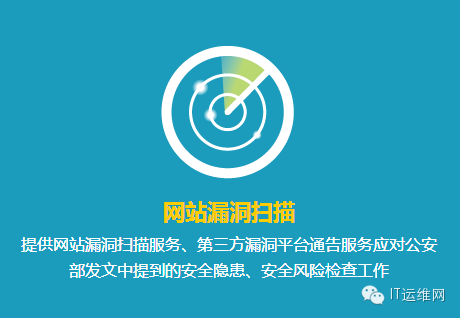 网站漏洞扫描
提供网站漏洞扫描服务、第三方漏洞平台通告服务应对公安
部发文中提到的安全隐患、安全风险检查工作
IT运维网